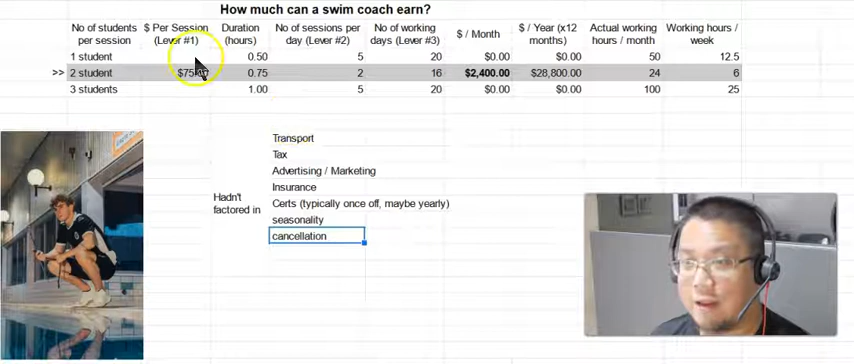 How much can a swim coach earn?
No of students per session $ Per Session (Lever #1) Duration (hours) No of sessions per day (Lever #2) No of working days (Lever #3) $ / Month $ / Year (x12 months) Actual working hours / month Working hours / week
1 student 0.50 5 20 $0.00 $0.00 50 12.5
>> 2 student 0.75 2 16 $2,400.00 $28,800.00 24 6
3 students 1.00 5 20 $0.00 $0.00 100 25
Transport
Tax
Advertising / Marketing
Insurance
Hadn't factored in
Certs (typically once off, maybe yearly)
seasonality
cancellation